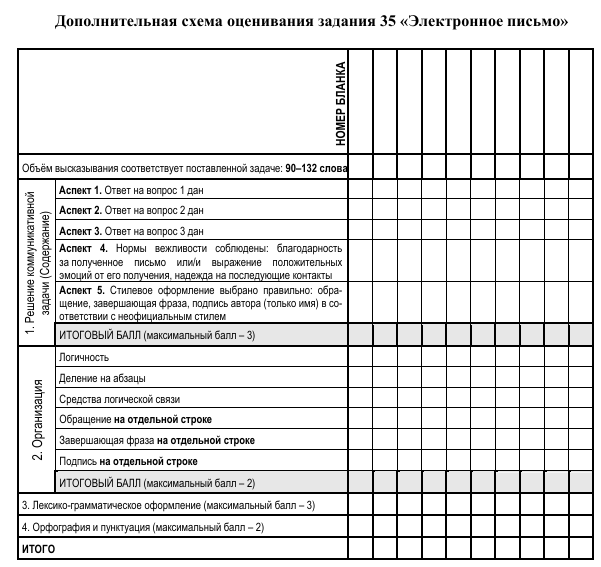 Дополнительная схема оценивания задания 35 «Электронное письмо»
НОМЕР БЛАНКА
Объём высказывания соответствует поставленной задаче: 90–132 слова
1. Решение коммуникативной
задачи (Содержание)
Аспект 1. Ответ на вопрос 1 дан
Аспект 2. Ответ на вопрос 2 дан
Аспект 3. Ответ на вопрос 3 дан
Аспект 4. Нормы вежливости соблюдены: благодарность
за полученное письмо или/и выражение положительных
эмоций от его получения, надежда на последующие контакты
Аспект 5. Стилевое оформление выбрано правильно: обра-
щение, завершающая фраза, подпись автора (только имя) в со-
ответствии с неофициальным стилем
ИТОГОВЫЙ БАЛЛ (максимальный балл – 3)
2. Организация
Логичность
Деление на абзацы
Средства логической связи
Обращение на отдельной строке
Завершающая фраза на отдельной строке
Подпись на отдельной строке
ИТОГОВЫЙ БАЛЛ (максимальный балл – 2)
3. Лексико-грамматическое оформление (максимальный балл – 3)
4. Орфография и пунктуация (максимальный балл – 2)
ИТОГО